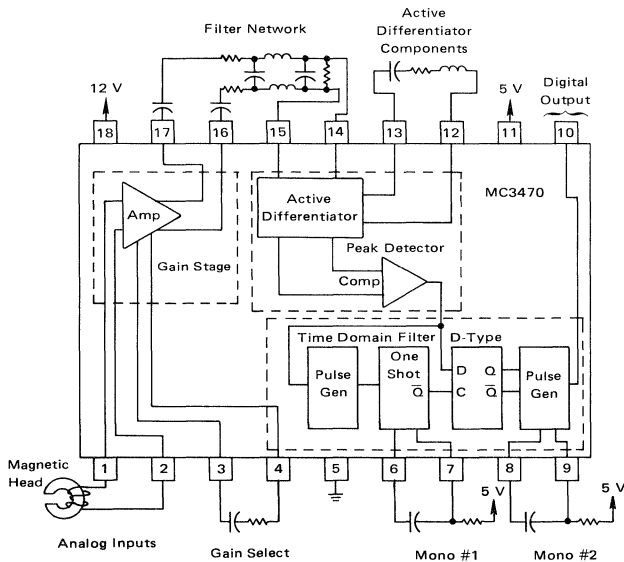 Filter Network
Active
Differentiator
Components
12 V
5 V
Digital
Output
18
17
16
15
14
13
12
11
10
MC3470
Amp
Gain Stage
Active
Differentiator
Peak Detector
Comp
Time Domain Filter
D-Type
Pulse
Gen
One
Shot
Q
D
Q
C
Q
Pulse
Gen
1
2
3
4
5
6
7
8
9
Magnetic
Head
5 V
5 V
Analog Inputs
Gain Select
Mono #1
Mono #2